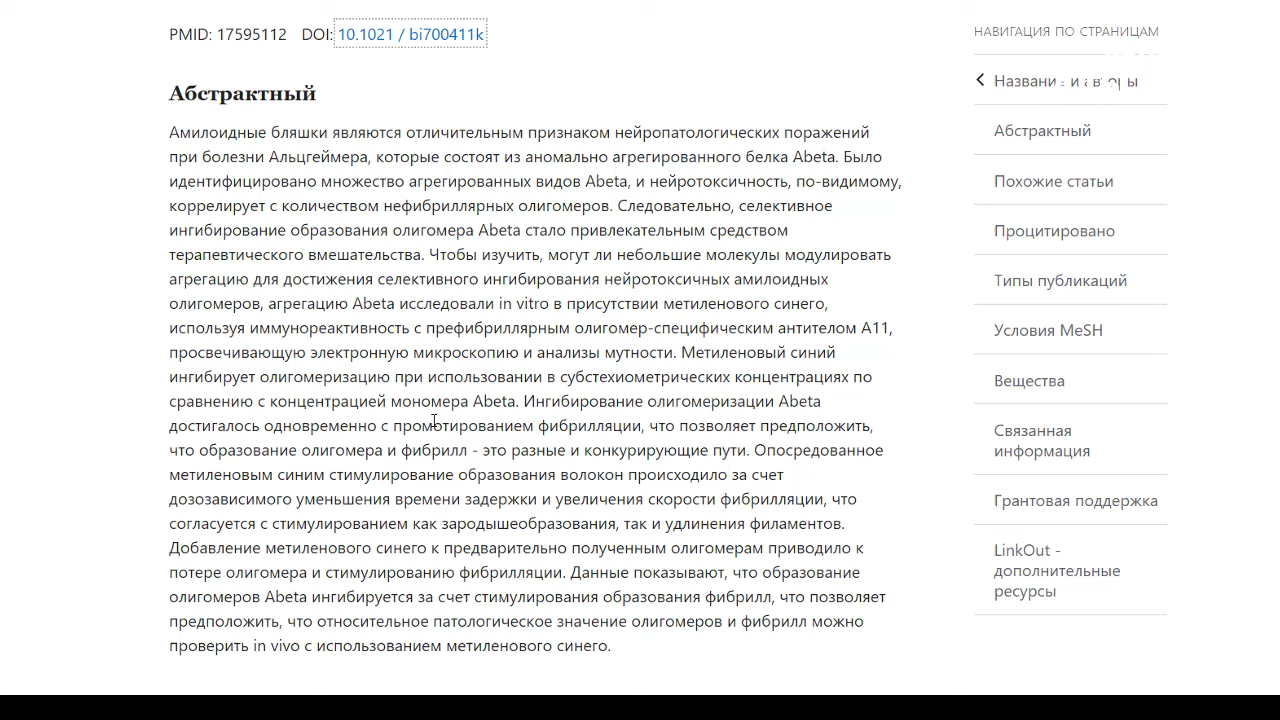 PMID: 17595112 DOI: 10.1021 / bi700411k
Абстрактный
Амилоидные бляшки являются отличительным признаком нейропатологических поражений
при болезни Альцгеймера, которые состоят из аномально агрегированного белка Abeta. Было
идентифицировано множество агрегированных видов Abeta, и нейротоксичность, по-видимому,
коррелирует с количеством нефибриллярных олигомеров. Следовательно, селективное
ингибирование образования олигомера Abeta стало привлекательным средством
терапевтического вмешательства. Чтобы изучить, могут ли небольшие молекулы модулировать
агрегацию для достижения селективного ингибирования нейротоксичных амилоидных
олигомеров, агрегацию Abeta исследовали in vitro в присутствии метиленового синего,
используя иммунореактивность с префибриллярным олигомер-специфическим антителом A11,
просвечивающую электронную микроскопию и анализы мутности. Метиленовый синий
ингибирует олигомеризацию при использовании в субстехиометрических концентрациях по
сравнению с концентрацией мономера Abeta. Ингибирование олигомеризации Abeta
достигалось одновременно с промотированием фибрилляции, что позволяет предположить,
что образование олигомера и фибрилл - это разные и конкурирующие пути. Опосредованное
метиленовым синим стимулирование образования волокон происходило за счет
дозозависимого уменьшения времени задержки и увеличения скорости фибрилляции, что
согласуется с стимулированием как зародышеобразования, так и удлинения филаментов.
Добавление метиленового синего к предварительно полученным олигомерам приводило к
потере олигомера и стимулированию фибрилляции. Данные показывают, что образование
олигомеров Abeta ингибируется за счет стимулирования образования фибрилл, что позволяет
предположить, что относительное патологическое значение олигомеров и фибрилл можно
проверить in vivo с использованием метиленового синего.
НАВИГАЦИЯ ПО СТРАНИЦАМ
Название и авторы
Абстрактный
Похожие статьи
Процитировано
Типы публикаций
Условия MeSH
Вещества
Связанная
информация
Грантовая поддержка
LinkOut -
дополнительные
ресурсы